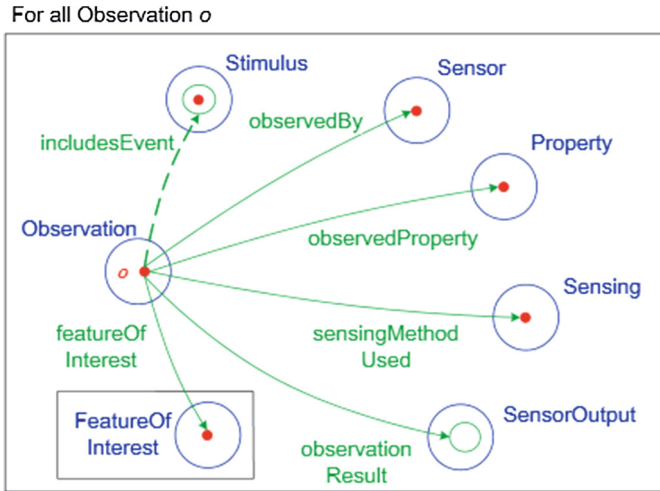 For all Observation o
Stimulus
Sensor
observedBy
includesEvent
Property
Observation
observedProperty
o
Sensing
featureOf
Interest
sensingMethod
Used
FeatureOf
Interest
SensorOutput
observation
Result